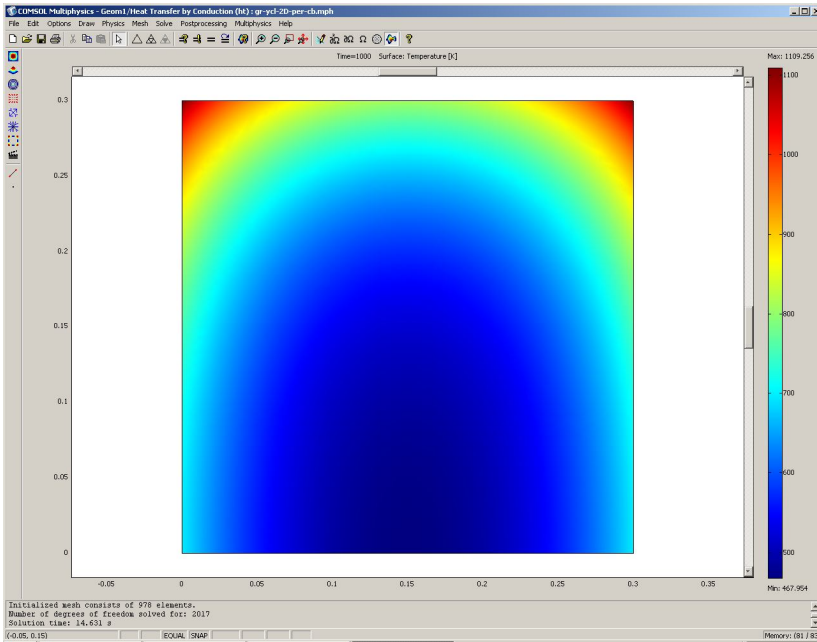 COMSOL Multiphysics - Geom1/Heat Transfer by Conduction (ht) : gr-ycl-2D-per-cb.mph
File Edit Options Draw Physics Mesh Solve Postprocessing Multiphysics Help
Time=1000 Surface: Temperature [K]
Max: 1109.256
0.3
0.25
0.2
0.15
0.1
0.05
0
-0.05 0 0.05 0.1 0.15 0.2 0.25 0.3 0.35
1100
1000
900
800
700
600
500
Min: 467.954
Initialized mesh consists of 978 elements.
Number of degrees of freedom solved for: 2017
Solution time: 14.631 s
(-0.05, 0.15) EQUAL SNAP Memory: (81 / 83